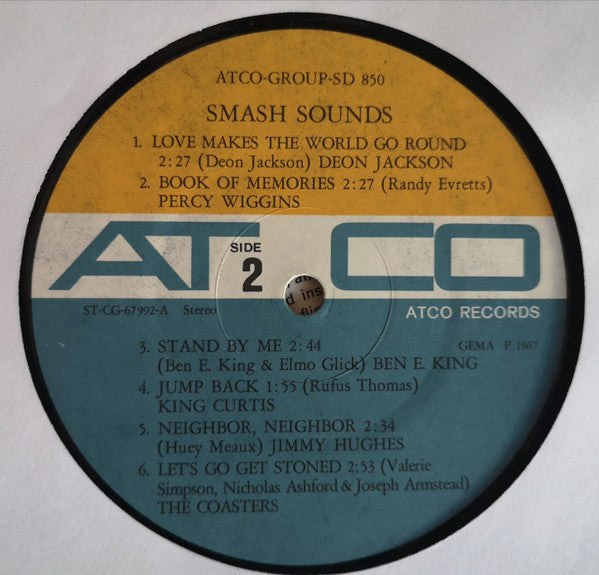 ATCO-GROUP-SD 850
SMASH SOUNDS
1. LOVE MAKES THE WORLD GO ROUND
2:27 (Deon Jackson) DEON JACKSON
2. BOOK OF MEMORIES 2:27 (Randy Evretts)
PERCY WIGGINS
ATCO
SIDE
2
d ins
ST-CG-67992-A Stereo
ATCO RECORDS
3. STAND BY ME 2:44
(Ben E. King & Elmo Glick) BEN E. KING
GEMA P. 1967
4. JUMP BACK 1:55 (Rufus Thomas)
KING CURTIS
5. NEIGHBOR, NEIGHBOR 2:34
(Huey Meaux) JIMMY HUGHES
6. LET'S GO GET STONED 2:53 (Valerie
Simpson, Nicholas Ashford & Joseph Armstead)
THE COASTERS